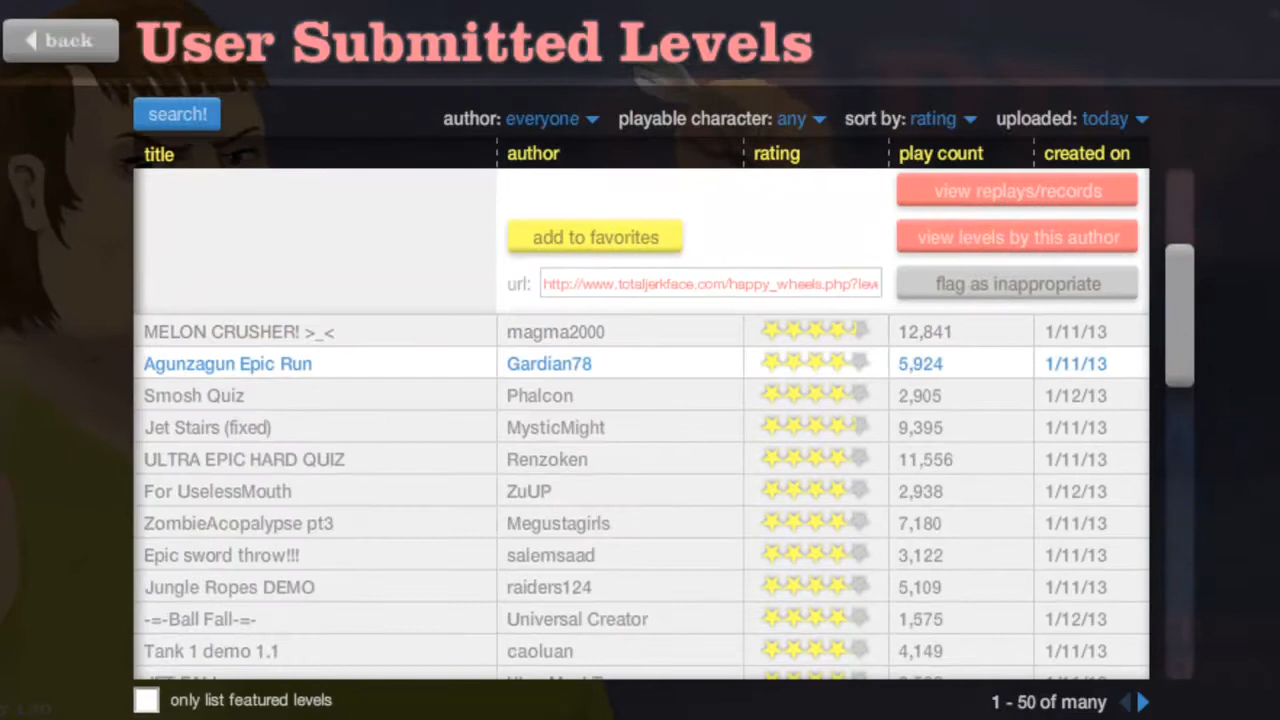 back
User Submitted Levels
search!
author: everyone playable character: any sort by: rating uploaded: today
title author rating play count created on
view replays/records
add to favorites view levels by this author
url: http://www.totaljerkface.com/happy_wheels.php?lev flag as inappropriate
MELON CRUSHER! >_< magma2000 12,841 1/11/13
Agunzagun Epic Run Gardian78 5,924 1/11/13
Smosh Quiz Phalcon 2,905 1/12/13
Jet Stairs (fixed) MysticMight 9,395 1/11/13
ULTRA EPIC HARD QUIZ Renzoken 11,556 1/11/13
For UselessMouth ZuUP 2,938 1/12/13
ZombieAcopalypse pt3 Megustagirls 7,180 1/11/13
Epic sword throw!!! salemsaad 3,122 1/12/13
Jungle Ropes DEMO raiders124 5,109 1/11/13
-=-Ball Fall-=- Universal Creator 1,575 1/12/13
Tank 1 demo 1.1 caoluan 4,149 1/11/13
only list featured levels 1 - 50 of many